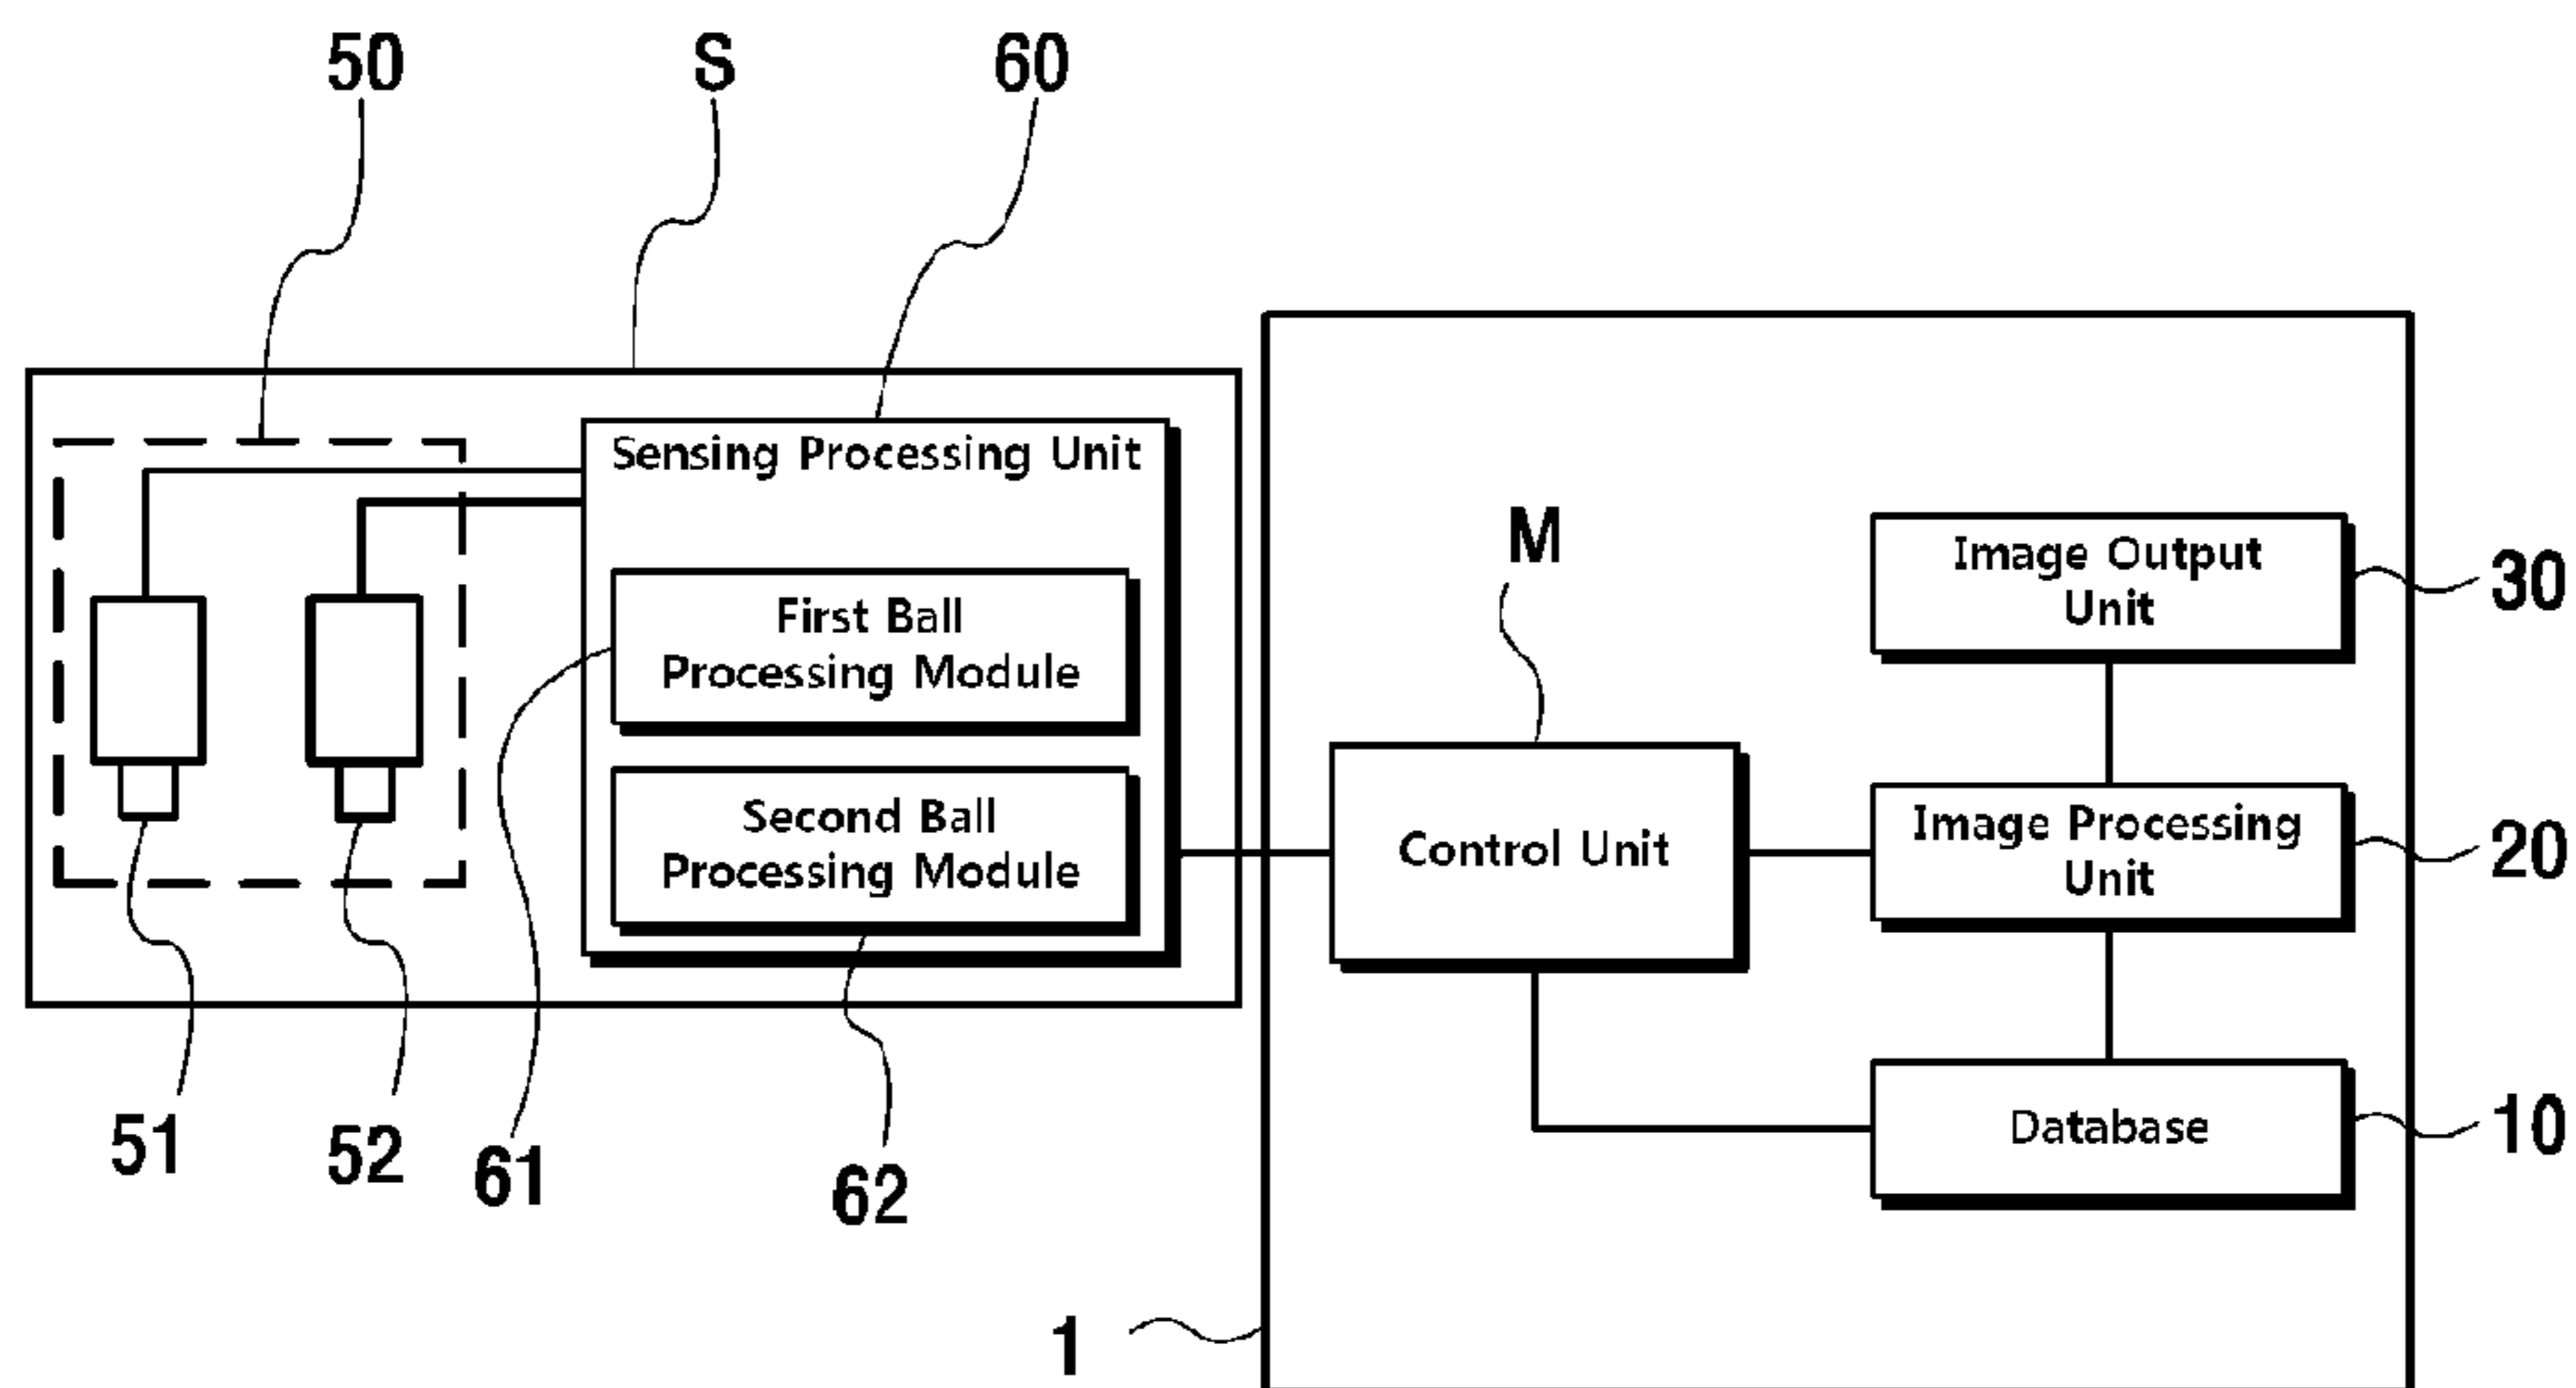 50
S
60
Sensing Processing Unit
First Ball
Processing Module
Second Ball
Processing Module
51
52
61
62
M
Control Unit
Image Output
Unit
30
Image Processing
Unit
20
Database
10
1